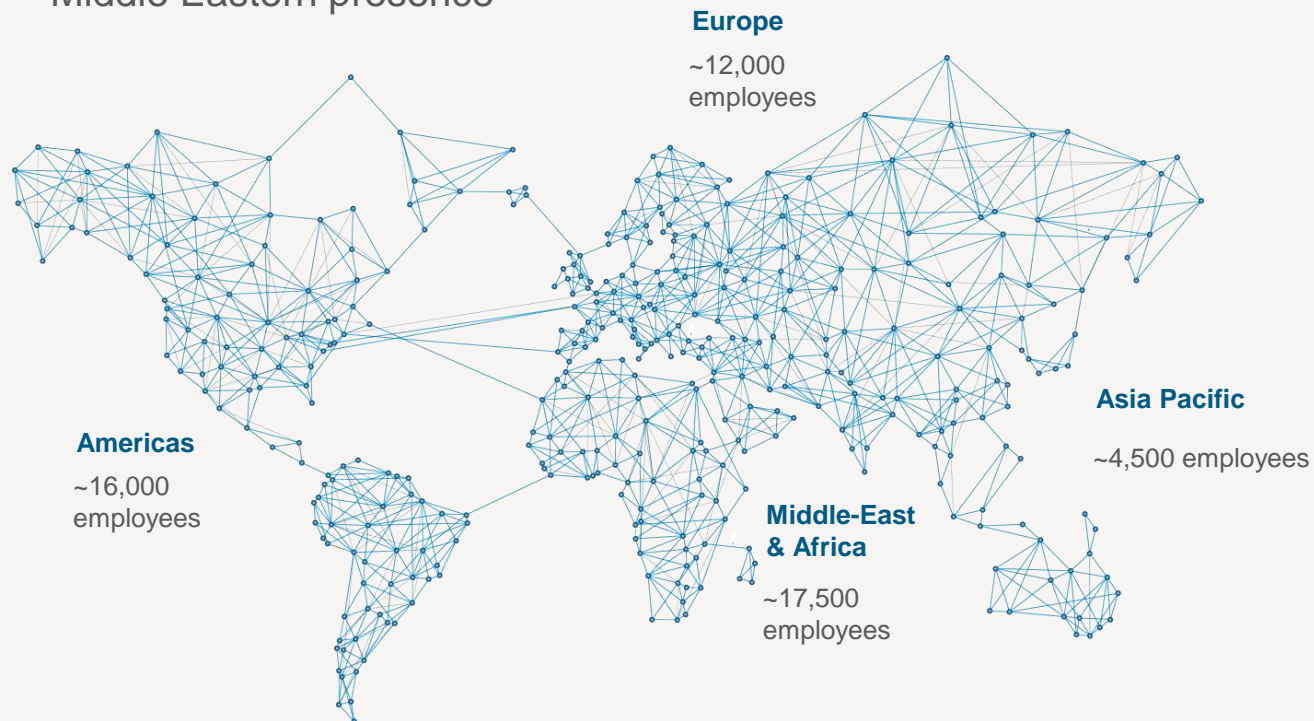 Middle Eastern presence
Europe
~12,000
employees
Asia Pacific
~4,500 employees
Americas
~16,000
employees
Middle-East
& Africa
~17,500
employees